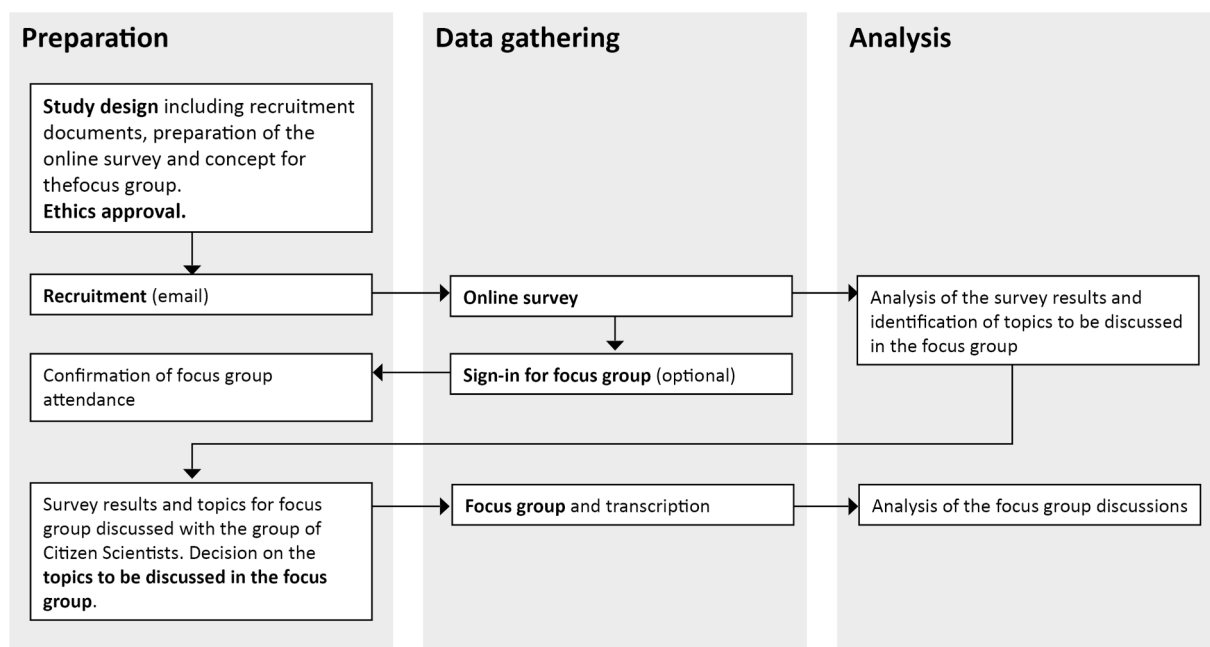 Preparation
Data gathering
Analysis
Study design including recruitment
documents, preparation of the
online survey and concept for
thefocus group.
Ethics approval.
Recruitment (email)
Online survey
Analysis of the survey results and
identification of topics to be discussed
in the focus group
Confirmation of focus group
attendance
Sign-in for focus group (optional)
Survey results and topics for focus
group discussed with the group of
Citizen Scientists. Decision on the
topics to be discussed in the focus
group.
Focus group and transcription
Analysis of the focus group discussions